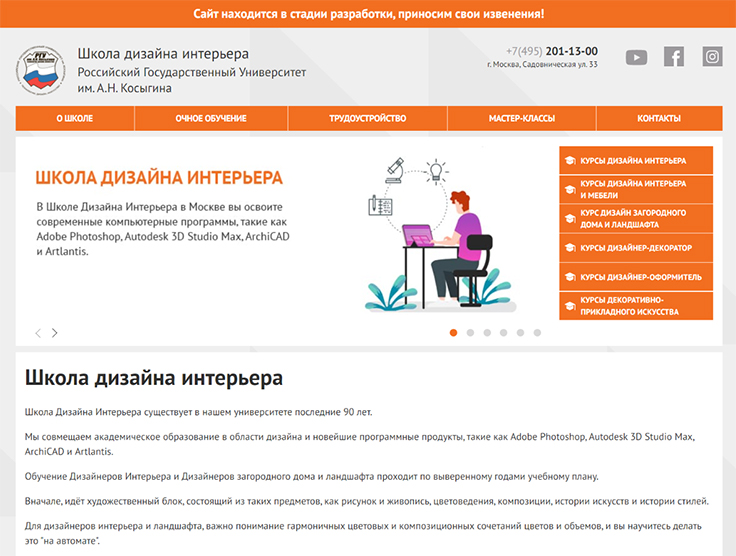 Сайт находится в стадии разработки, приносим свои извенения!
Школа дизайна интерьера
Российский Государственный Университет
им. А.Н. Косыгина
+7(495) 201-13-00
г. Москва, Садовническая ул. 33
РГУ
О ШКОЛЕ
ОЧНОЕ ОБУЧЕНИЕ
ТРУДОУСТРОЙСТВО
МАСТЕР-КЛАССЫ
КОНТАКТЫ
ШКОЛА ДИЗАЙНА ИНТЕРЬЕРА
В Школе Дизайна Интерьера в Москве вы освоите
современные компьютерные программы, такие как
Adobe Photoshop, Autodesk 3D Studio Max, ArchiCAD
и Artlantis.
КУРСЫ ДИЗАЙНА ИНТЕРЬЕРА
КУРСЫ ДИЗАЙНА ИНТЕРЬЕРА
И МЕБЕЛИ
КУРС ДИЗАЙН ЗАГОРОДНОГО
ДОМА И ЛАНДШАФТА
КУРСЫ ДИЗАЙНЕР-ДЕКОРАТОР
КУРСЫ ДИЗАЙНЕР-ОФОРМИТЕЛЬ
КУРСЫ ДЕКОРАТИВНО-
ПРИКЛАДНОГО ИСКУССТВА
Школа дизайна интерьера
Школа Дизайна Интерьера существует в нашем университете последние 90 лет.
Мы совмещаем академическое образование в области дизайна и новейшие программные продукты, такие как Adobe Photoshop, Autodesk 3D Studio Max,
ArchiCAD и Artlantis.
Обучение Дизайнеров Интерьера и Дизайнеров загородного дома и ландшафта проходит по выверенному годами учебному плану.
Вначале, идёт художественный блок, состоящий из таких предметов, как рисунок и живопись, цветоведения, композиции, истории искусств и истории стилей.
Для дизайнеров интерьера и ландшафта, важно понимание гармоничных цветовых и композиционных сочетаний цветов и объемов, и вы научитесь делать
это "на автомате".